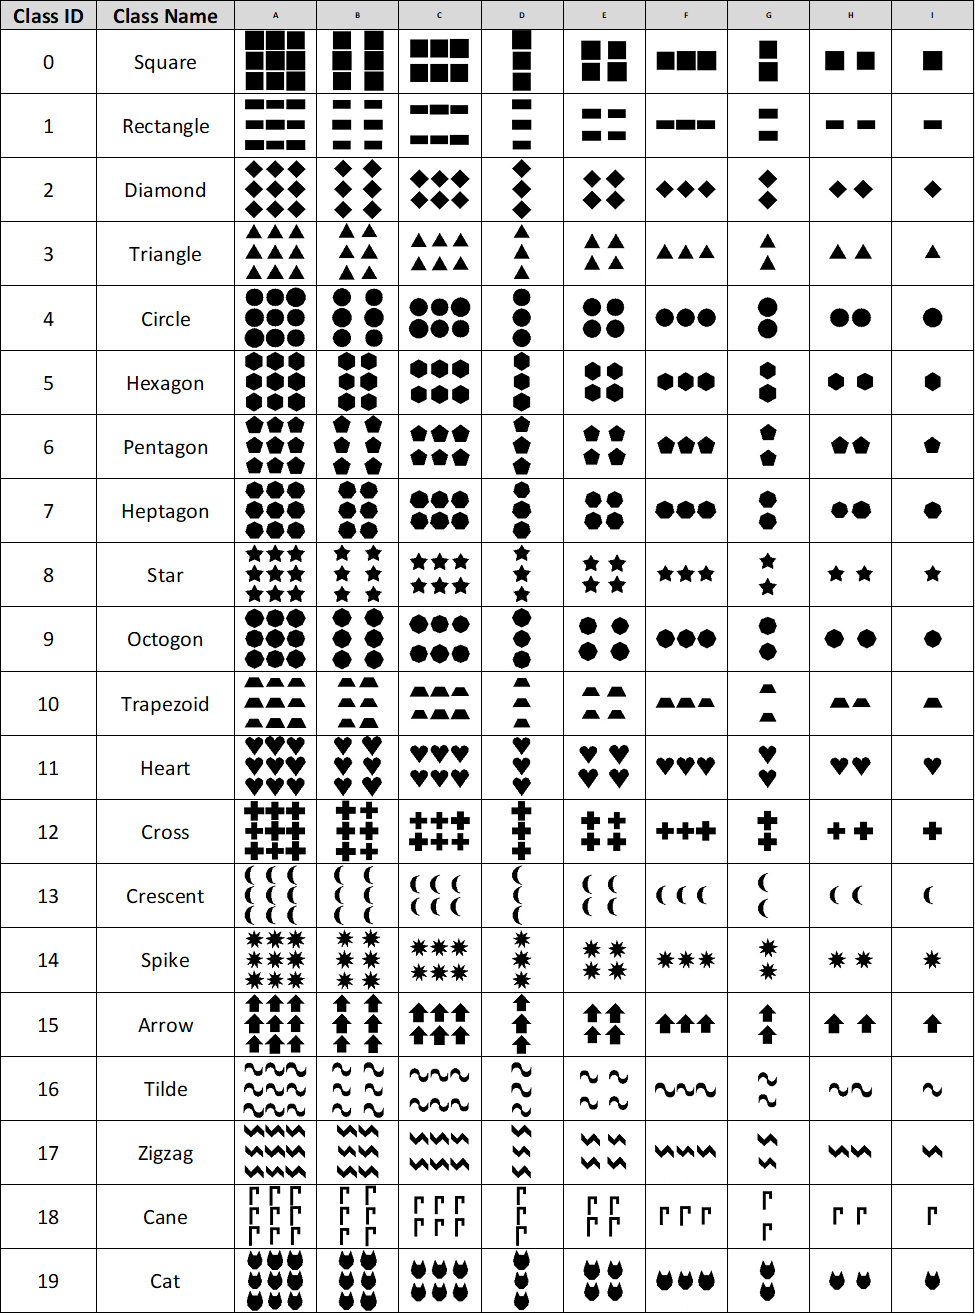 Class ID Class Name A B C D E F G H I
0 Square
1 Rectangle
2 Diamond
3 Triangle
4 Circle
5 Hexagon
6 Pentagon
7 Heptagon
8 Star
9 Octogon
10 Trapezoid
11 Heart
12 Cross
13 Crescent
14 Spike
15 Arrow
16 Tilde
17 Zigzag
18 Cane
19 Cat